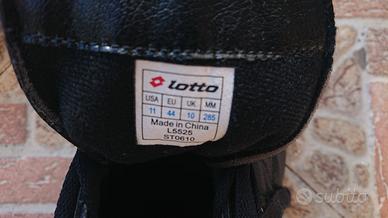 Lotto
USA EU UK MM
11 44 10 285
Made in China
L5525
ST0610
subito